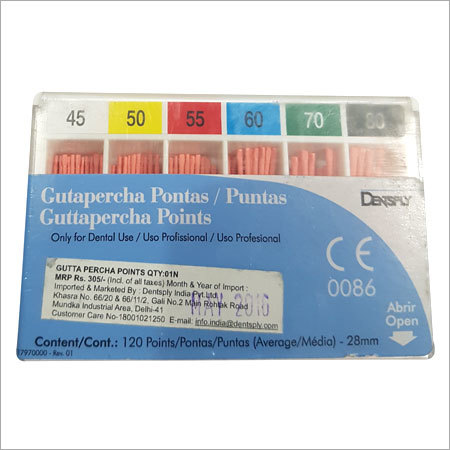 45 50 55 60 70 80
Gutapercha Pontas / Puntas
Guttapercha Points
DENTSPLY
Only for Dental Use / Uso Profissional / Uso Profesional
CE
0086
GUTTA PERCHA POINTS QTY:01N
MRP Rs. 305/- (Incl. of all taxes) Month & Year of Import :
Imported & Marketed By : Dentsply India Pvt.Ltd.
MAY 2016
Khasra No. 66/20 & 66/11/2, Gali No.2 Main Rohtak Road
Mundka Industrial Area, Delhi-41
Customer Care No-18001021250 E-mail: info.india@dentsply.com
Abrir
Open
Content/Cont.: 120 Points/Pontas/Puntas (Average/Média) - 28mm
17970000 - Rev. 01